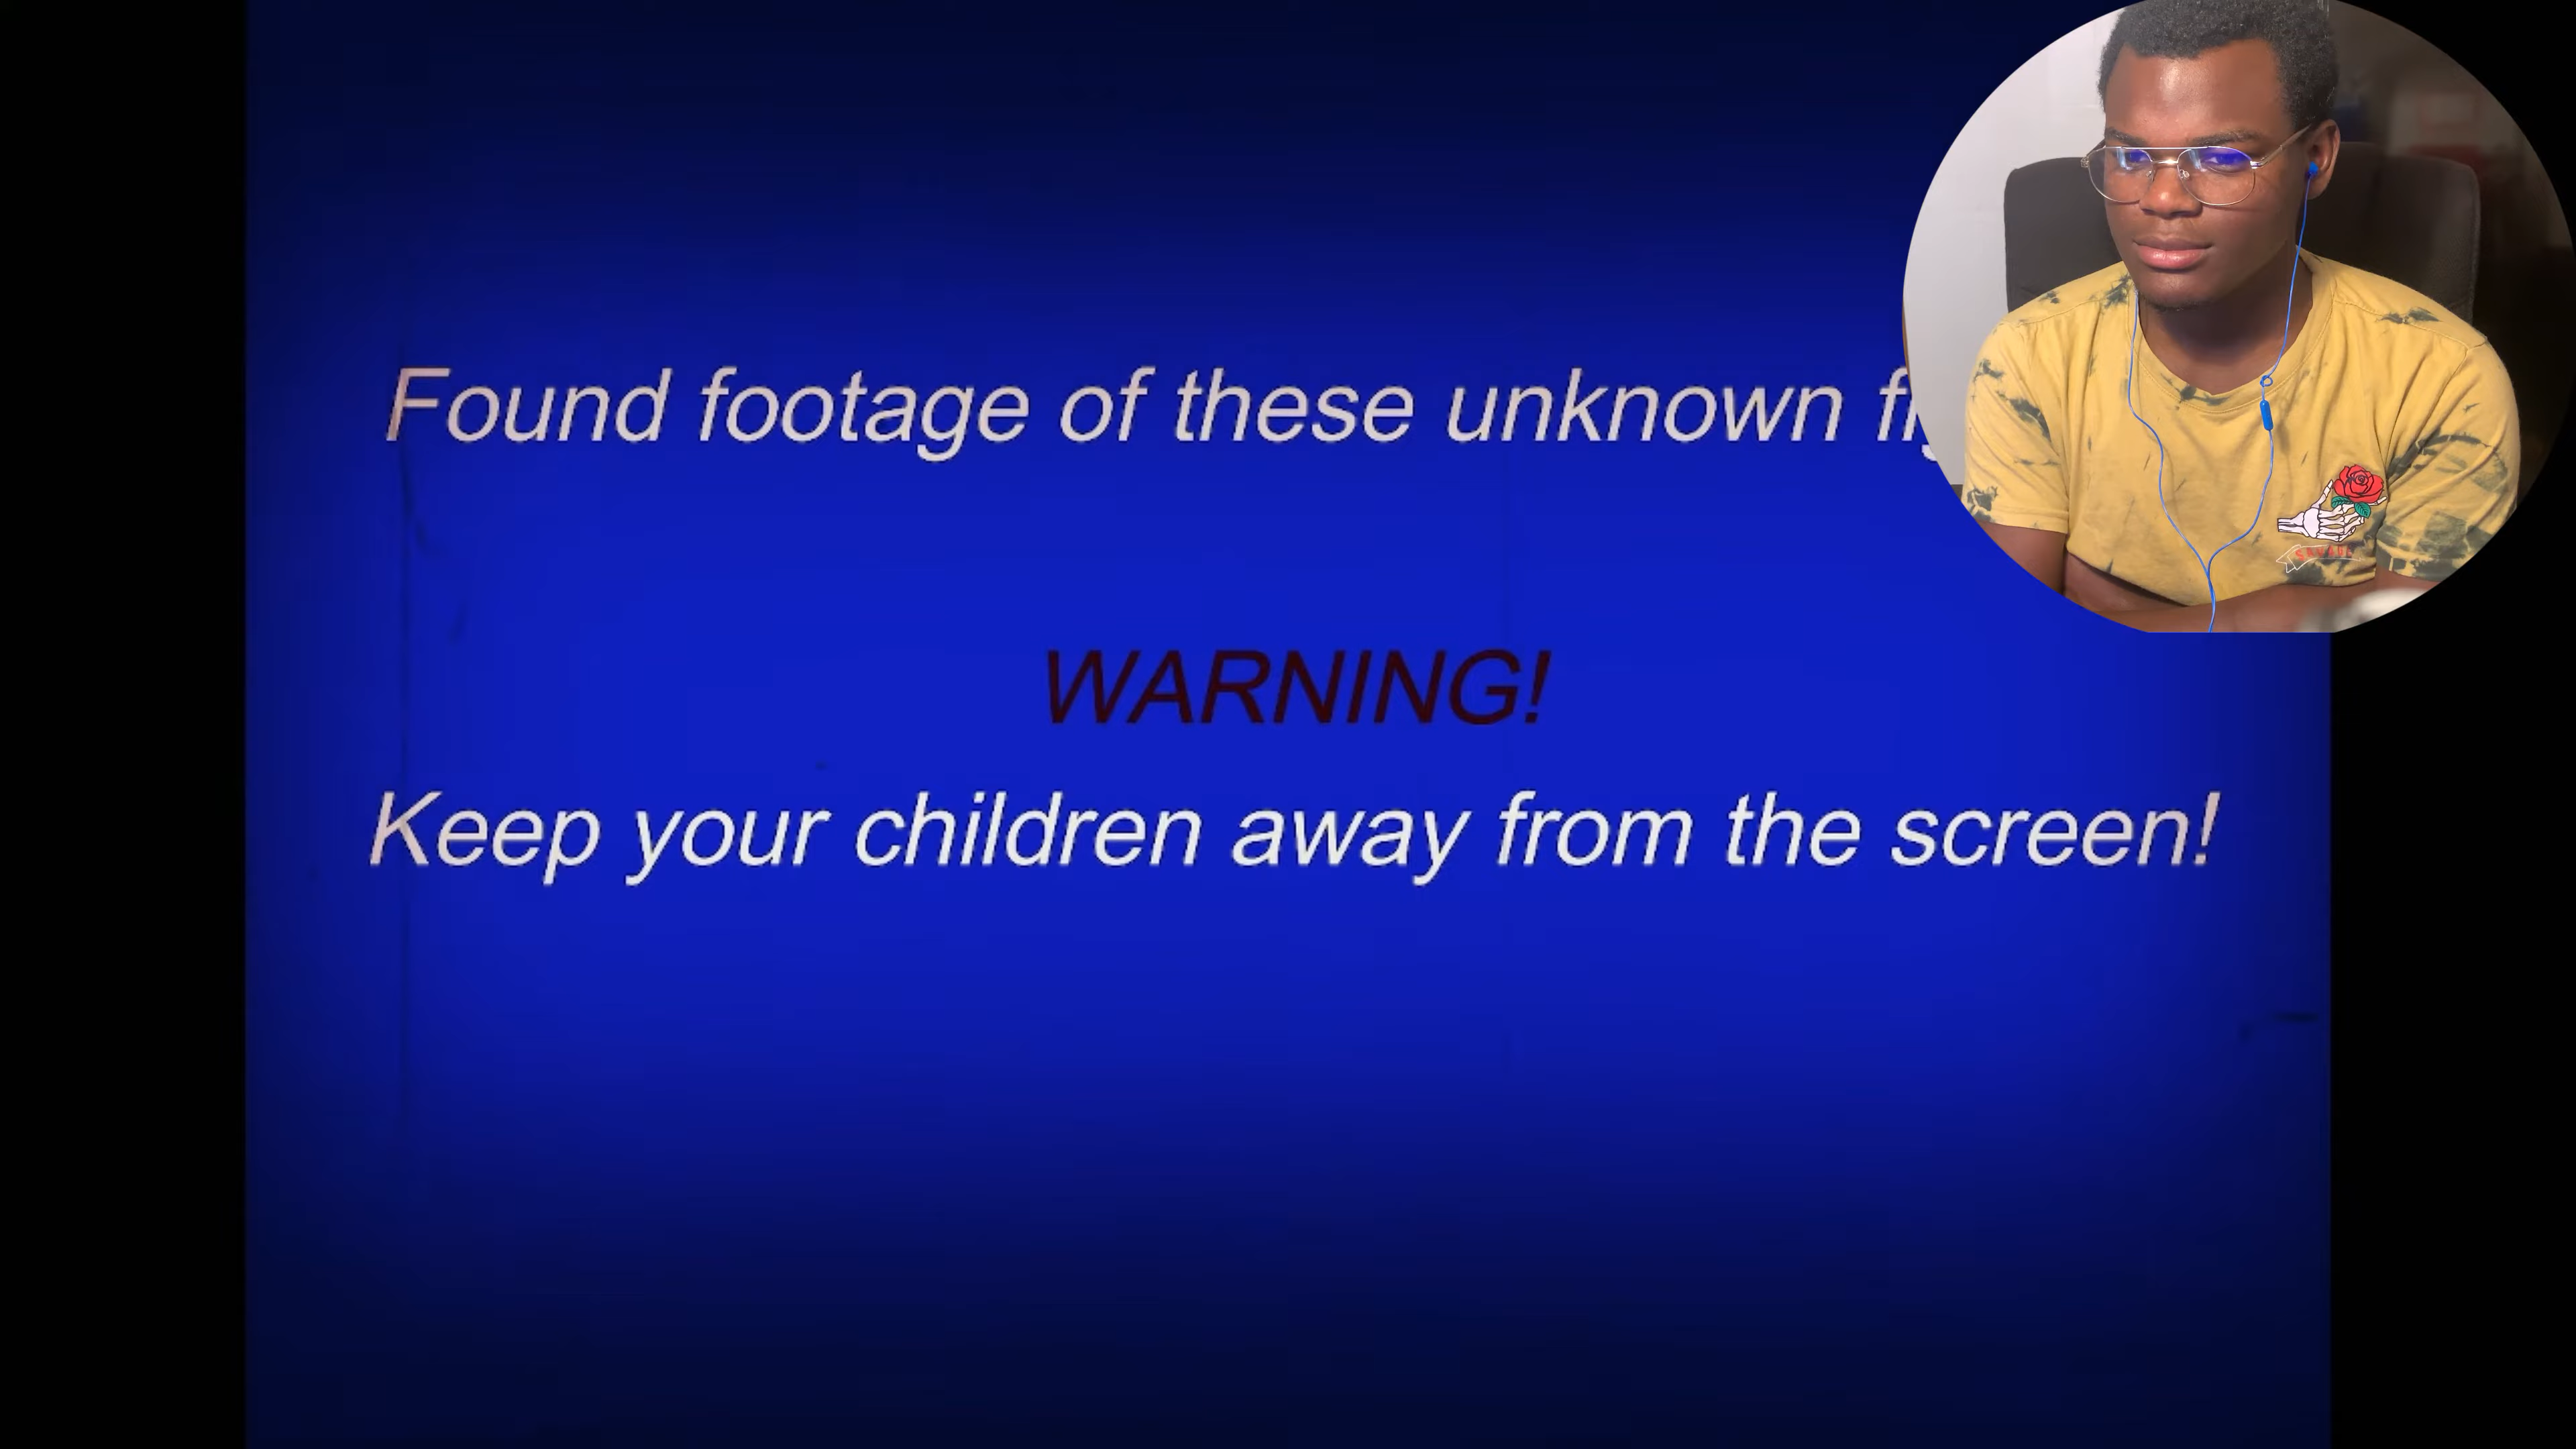 Found footage of these unknown
WARNING!
Keep your children away from the screen!